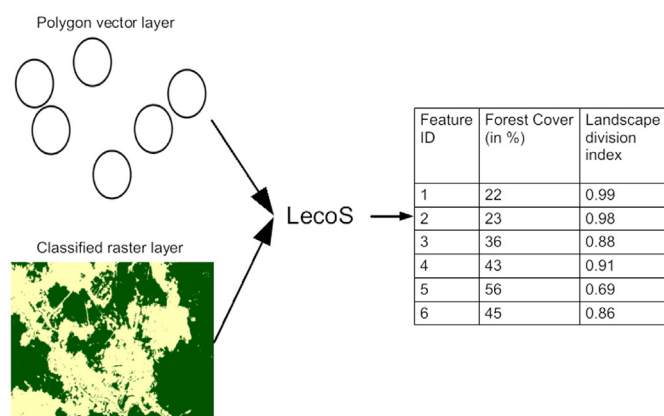 Polygon vector layer
Classified raster layer
LecoS
Feature ID Forest Cover (in %) Landscape division index
1 22 0.99
2 23 0.98
3 36 0.88
4 43 0.91
5 56 0.69
6 45 0.86